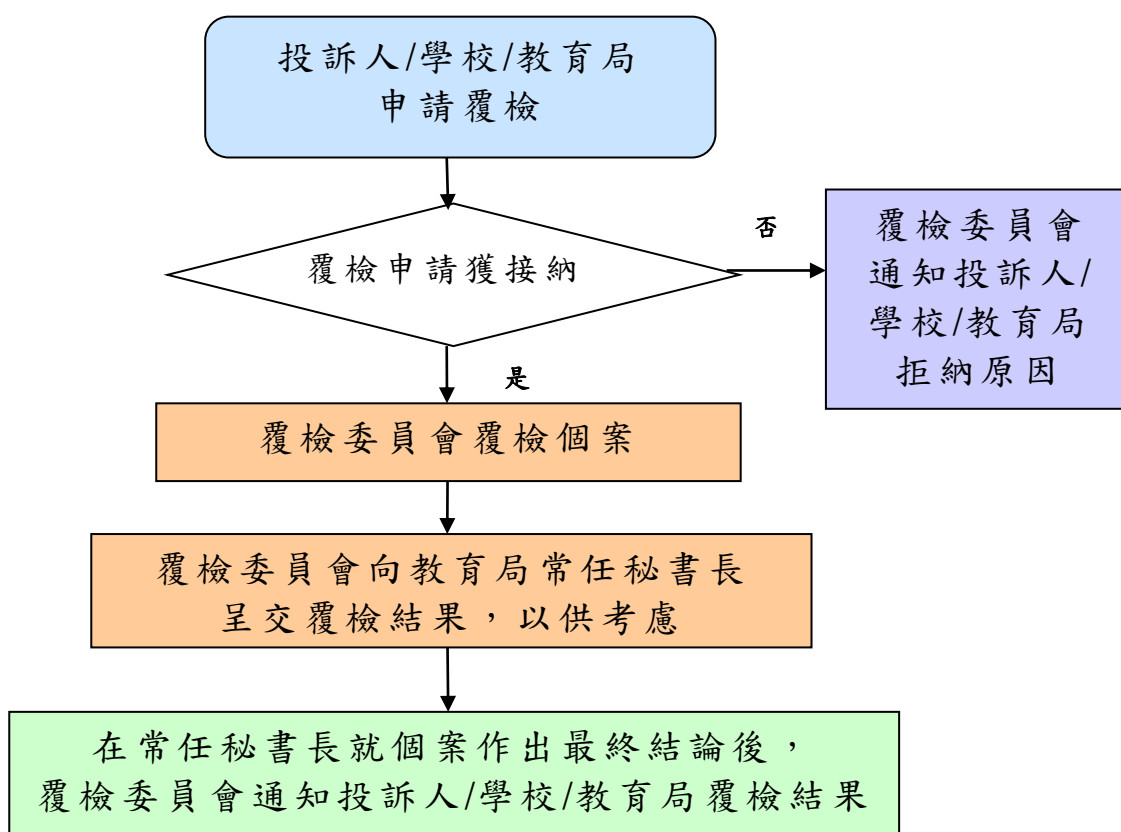 投訴人/學校/教育局
申請覆檢
覆檢申請獲接納
否
覆檢委員會
通知投訴人/
學校/教育局
拒納原因
是
覆檢委員會覆檢個案
覆檢委員會向教育局常任秘書長
呈交覆檢結果，以供考慮
在常任秘書長就個案作出最終結論後，
覆檢委員會通知投訴人/學校/教育局覆檢結果